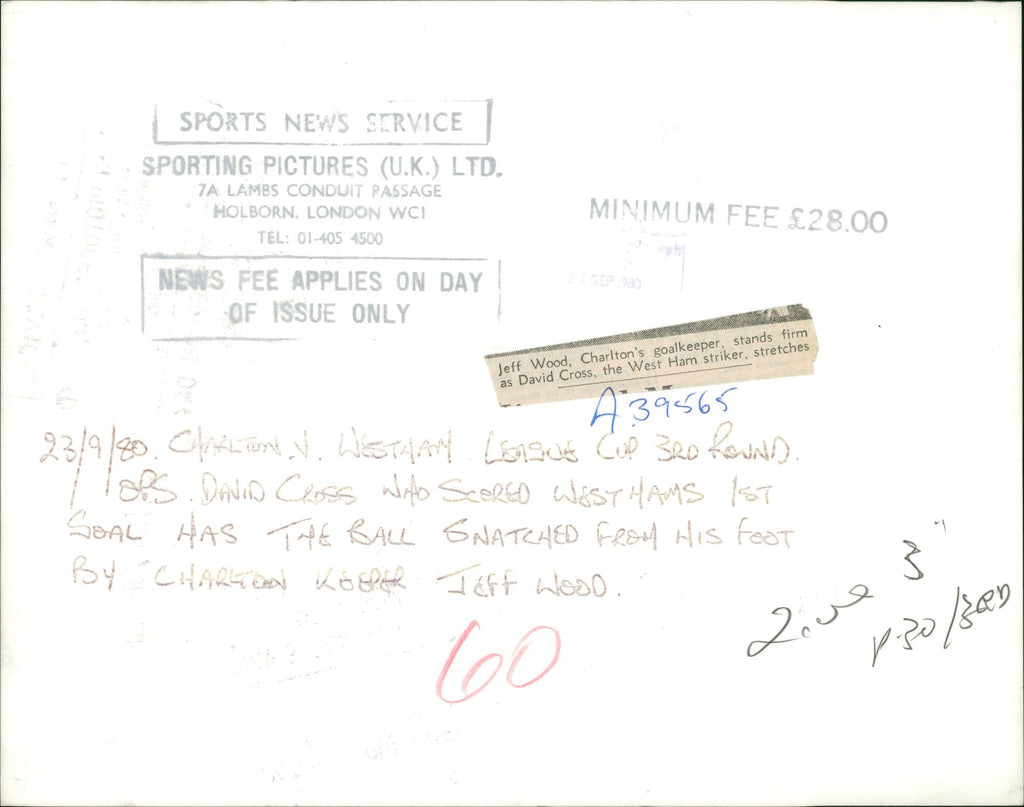 SPORTS NEWS SERVICE
SPORTING PICTURES (U.K.) LTD.
7A LAMBS CONDUIT PASSAGE
HOLBORN, LONDON WC1
TEL: 01-405 4500
MINIMUM FEE £28.00
NEWS FEE APPLIES ON DAY
OF ISSUE ONLY
24 SEP 1980
Jeff Wood, Charlton's goalkeeper, stands firm
as David Cross, the West Ham striker, stretches
A39565
23/9/80. CHARLTON. V. WESTHAM. LEAGUE CUP 3RD ROUND.
OPS. DAVID CROSS WHO SCORED WESTHAMS 1ST
GOAL HAS THE BALL SNATCHED FROM HIS FOOT
BY CHARLTON KEEPER JEFF WOOD.
3"
P30
60